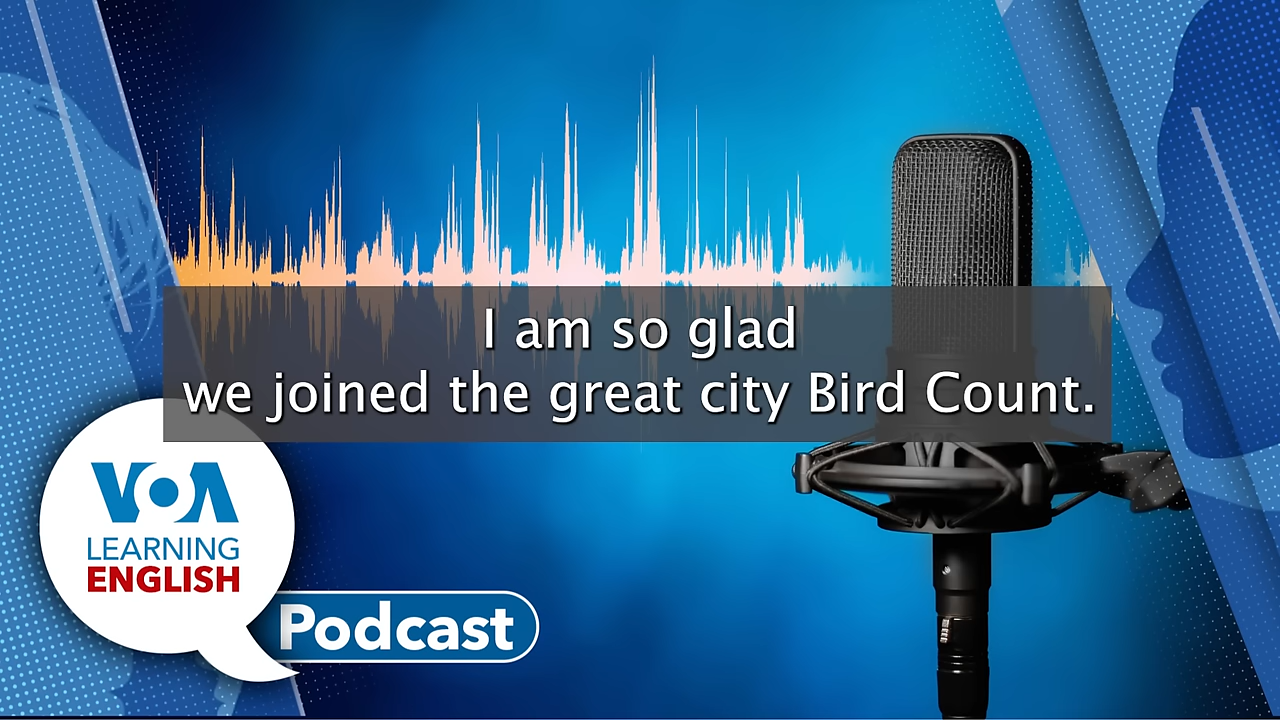 I am so glad
we joined the great city Bird Count.
VOA
LEARNING
ENGLISH
Podcast